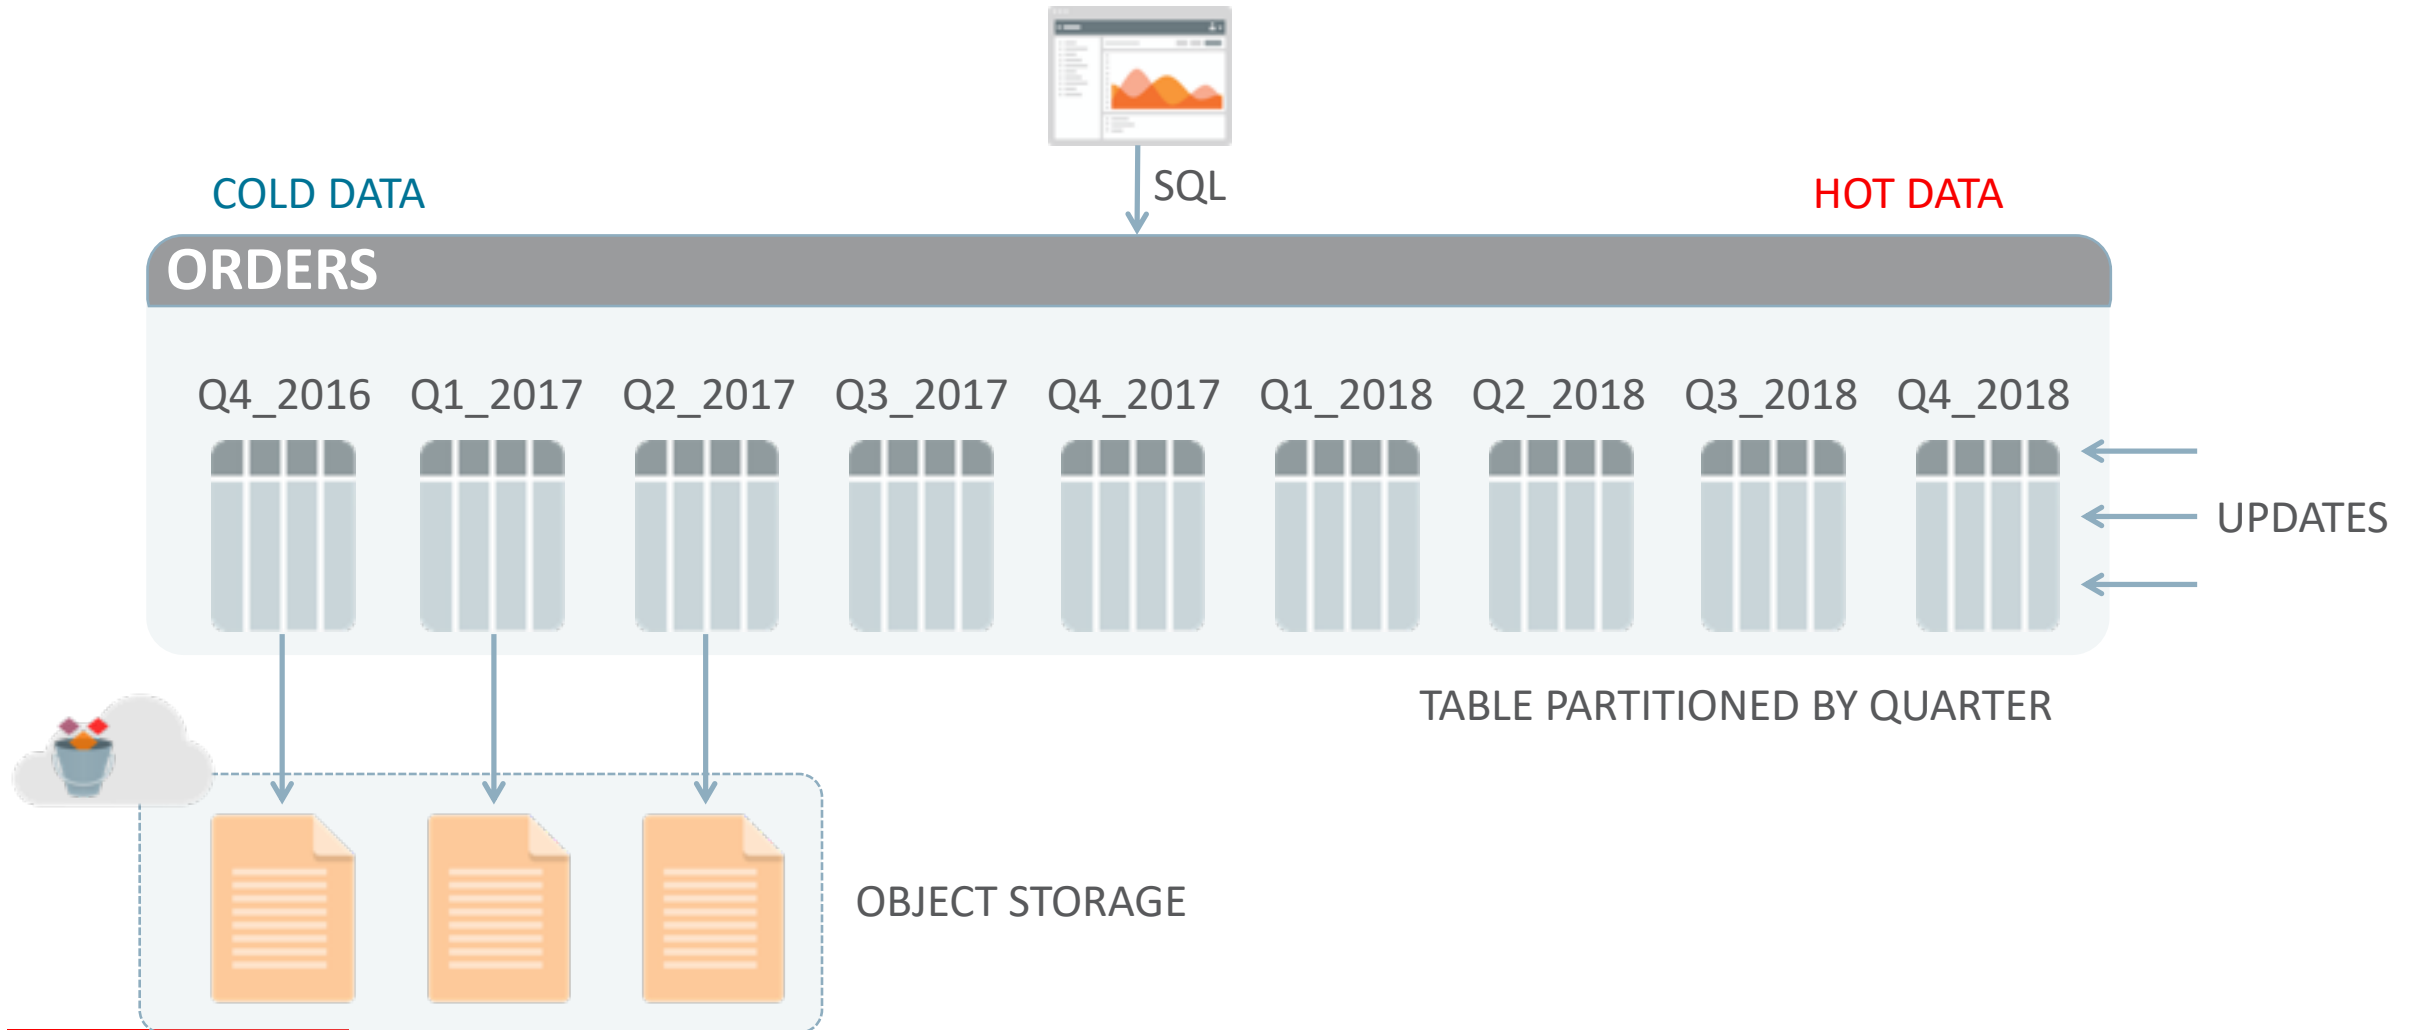 SQL
COLD DATA
HOT DATA
ORDERS
Q4_2016 Q1_2017 Q2_2017 Q3_2017 Q4_2017 Q1_2018 Q2_2018 Q3_2018 Q4_2018
UPDATES
TABLE PARTITIONED BY QUARTER
OBJECT STORAGE